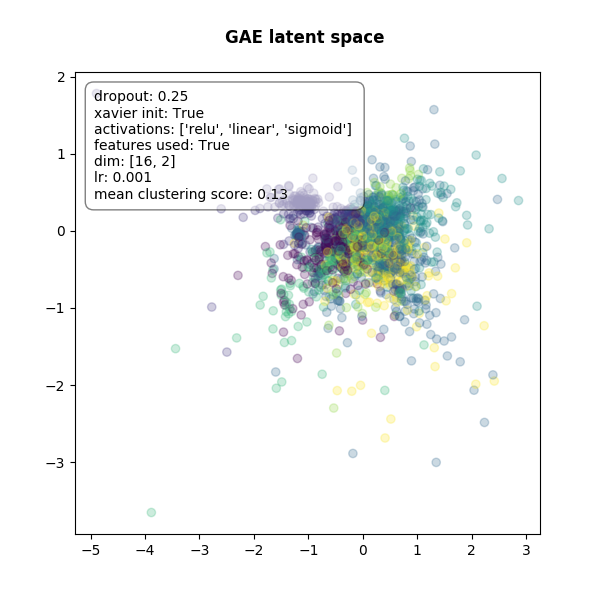 GAE latent space
dropout: 0.25
xavier init: True
activations: ['relu', 'linear', 'sigmoid']
features used: True
dim: [16, 2]
lr: 0.001
mean clustering score: 0.13
2
1
0
−1
−2
−3
−5 −4 −3 −2 −1 0 1 2 3